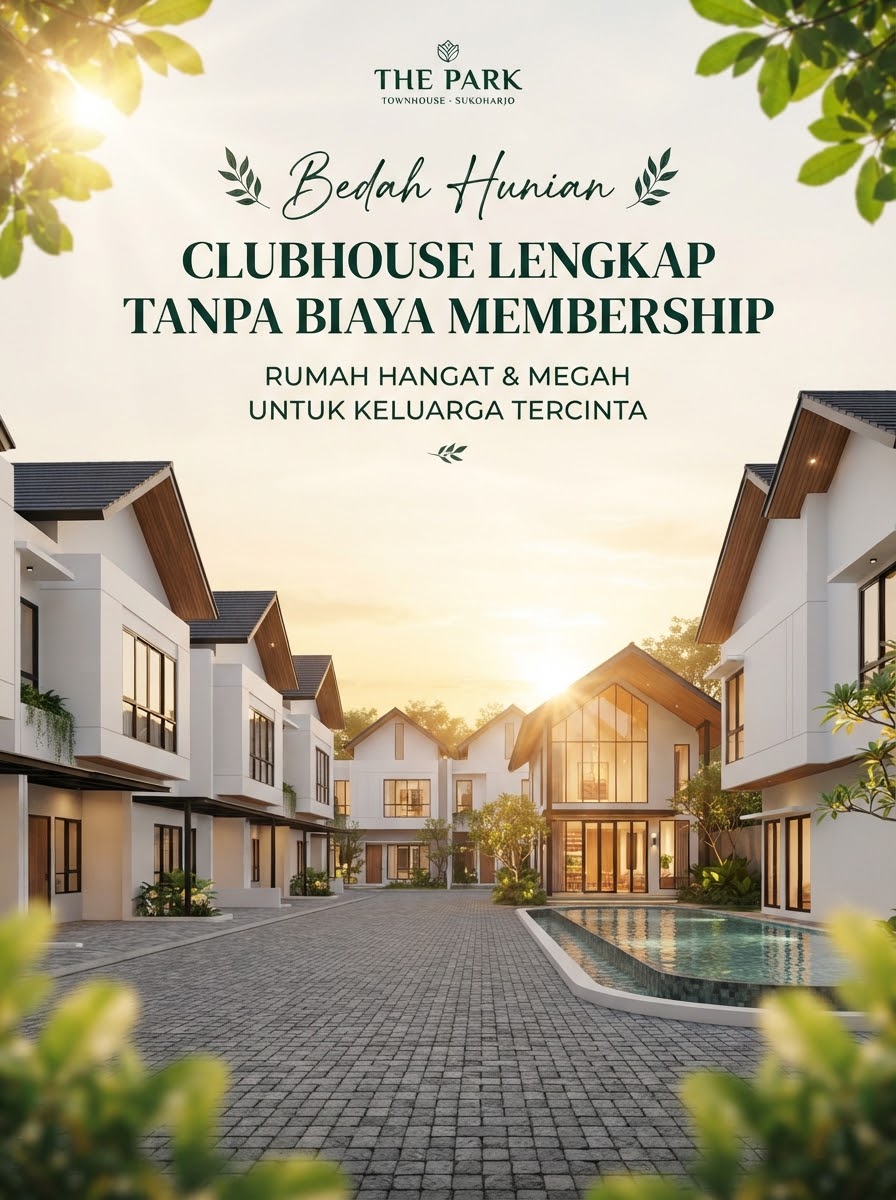 THE PARK
TOWNHOUSE - SUKOHARJO
Bedah Hunian
CLUBHOUSE LENGKAP
TANPA BIAYA MEMBERSHIP
RUMAH HANGAT & MEGAH
UNTUK KELUARGA TERCINTA